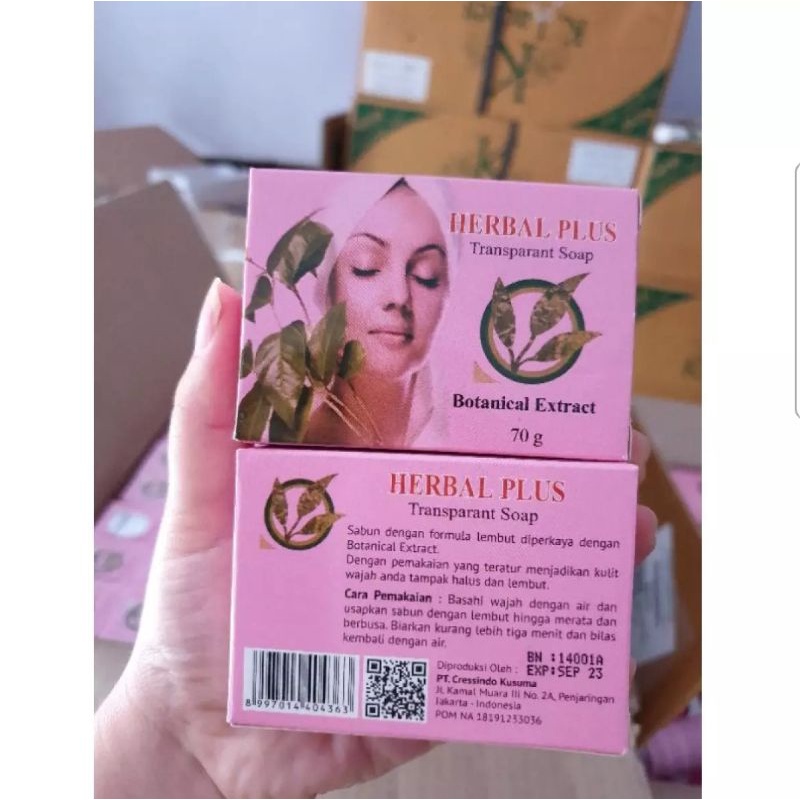 HERBAL PLUS
Transparant Soap
Botanical Extract
70 g
HERBAL PLUS
Transparant Soap
Sabun dengan formula lembut diperkaya dengan
Botanical Extract.
Dengan pemakaian yang teratur menjadikan kulit
wajah anda tampak halus dan lembut.
Cara Pemakaian : Basahi wajah dengan air dan
usapkan sabun dengan lembut hingga merata dan
berbusa. Biarkan kurang lebih tiga menit dan bilas
kembali dengan air.
BN :14001A
EXP:SEP 23
Diproduksi Oleh :
PT. Cressindo Kusuma
Jl. Kamal Muara III No. 2A, Penjaringan
Jakarta - Indonesia
POM NA 18191233036
8 997014 404363